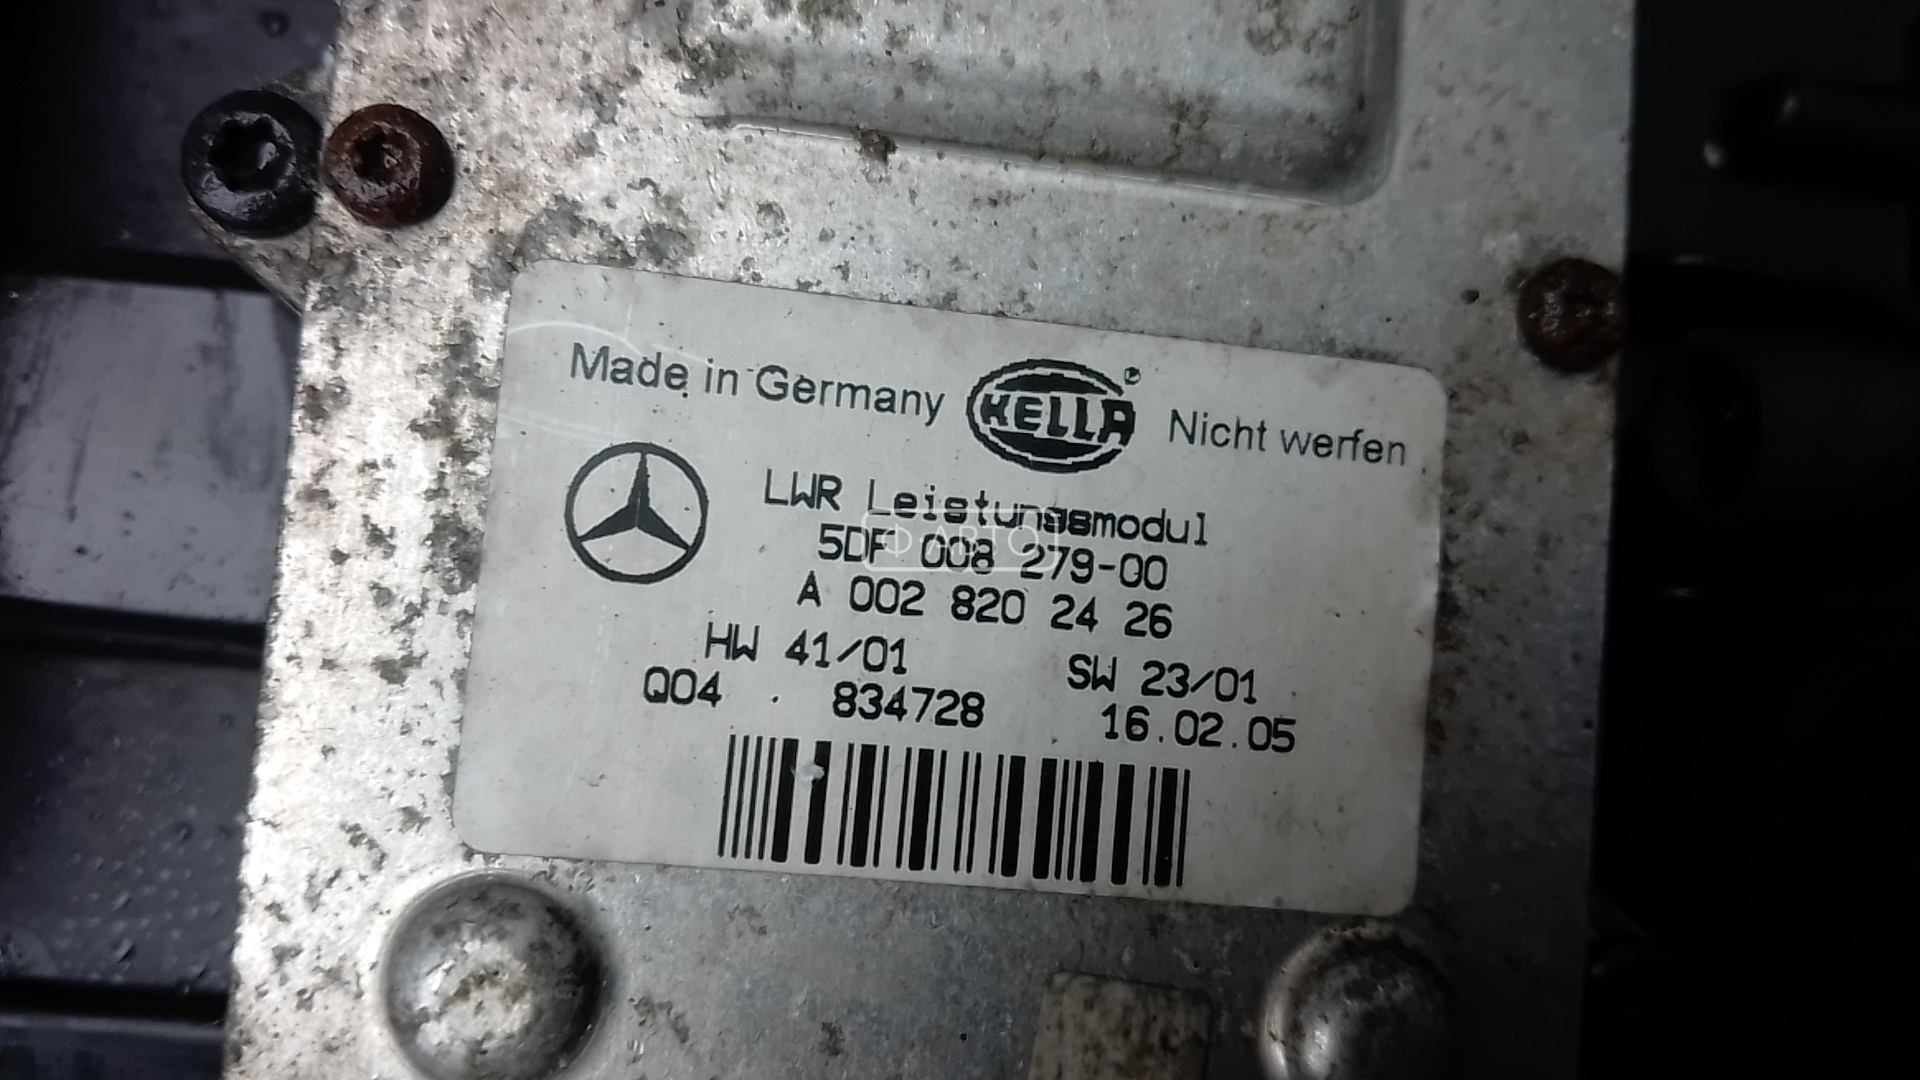 Made in Germany HELLA® Nicht werfen
LWR Leistungsmodul
5DF 008 279-00
Ф АВТО
A 002 820 24 26
HW 41/01 SW 23/01
Q04 . 834728 16.02.05